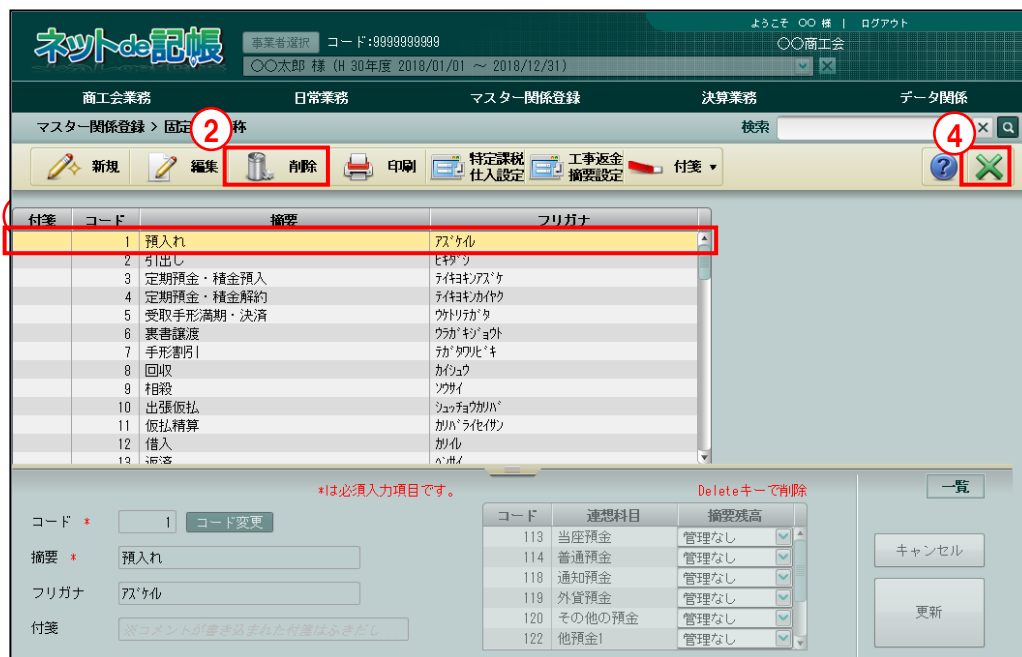 ようこそ 〇〇 様 | ログアウト
ネットde記帳
事業者選択 コード:9999999999
〇〇商工会
〇〇太郎 様 (H 30年度 2018/01/01 ～ 2018/12/31)
商工会業務 日常業務 マスター関係登録 決算業務 データ関係
マスター関係登録 > 固定 称 検索
2
4
新規 編集 削除 印刷 特定課税仕入設定 工事返金摘要設定 付箋
付箋 コード 摘要 フリガナ
1 預入れ ｱｽﾞｹｲﾚ
2 引出し ﾋｷﾀﾞｼ
3 定期預金・積金預入 ﾃｲｷﾖｷﾝｱｽﾞｹ
4 定期預金・積金解約 ﾃｲｷﾖｷﾝｶｲﾔｸ
5 受取手形満期・決済 ｳｹﾄﾘﾃｶﾞﾀ
6 裏書譲渡 ｳﾗｶﾞｷｼﾞｮｳﾄ
7 手形割引 ﾃｶﾞﾀﾜﾘﾋﾞｷ
8 回収 ｶｲｼｭｳ
9 相殺 ｿｳｻｲ
10 出張仮払 ｼｭｯﾁｮｳｶﾘﾊﾞ
11 仮払精算 ｶﾘﾊﾞﾗｲｾｲｻﾝ
12 借入 ｶﾘｲﾚ
13 返済 ﾍﾝｻｲ
*は必須入力項目です。 Deleteキーで削除 一覧
コード * 1 コード変更
摘要 * 預入れ
フリガナ ｱｽﾞｹｲﾚ
付箋 ※コメントが書き込まれた付箋はふきだし
コード 連想科目 摘要残高
113 当座預金 管理なし
114 普通預金 管理なし
118 通知預金 管理なし
119 外貨預金 管理なし
120 その他の預金 管理なし
122 他預金1 管理なし
キャンセル
更新